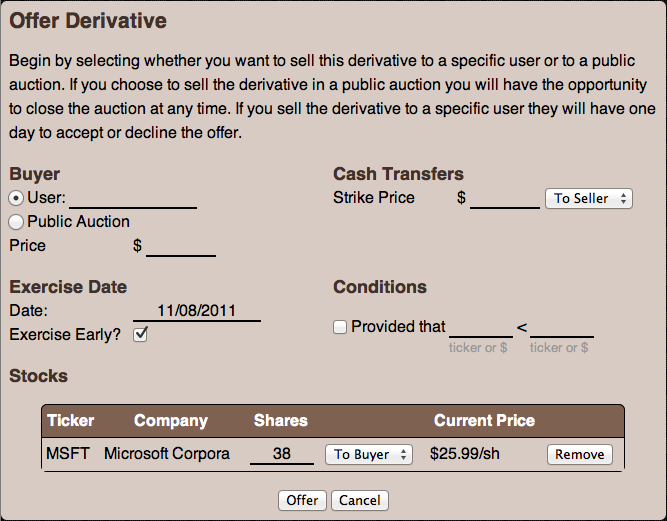 Offer Derivative
Begin by selecting whether you want to sell this derivative to a specific user or to a public
auction. If you choose to sell the derivative in a public auction you will have the opportunity
to close the auction at any time. If you sell the derivative to a specific user they will have one
day to accept or decline the offer.
Buyer
User:
Public Auction
Price $
Cash Transfers
Strike Price $ To Seller
Exercise Date
Date: 11/08/2011
Exercise Early?
Conditions
Provided that <
ticker or $ ticker or $
Stocks
Ticker Company Shares Current Price
MSFT Microsoft Corpora 38 To Buyer $25.99/sh Remove
Offer Cancel